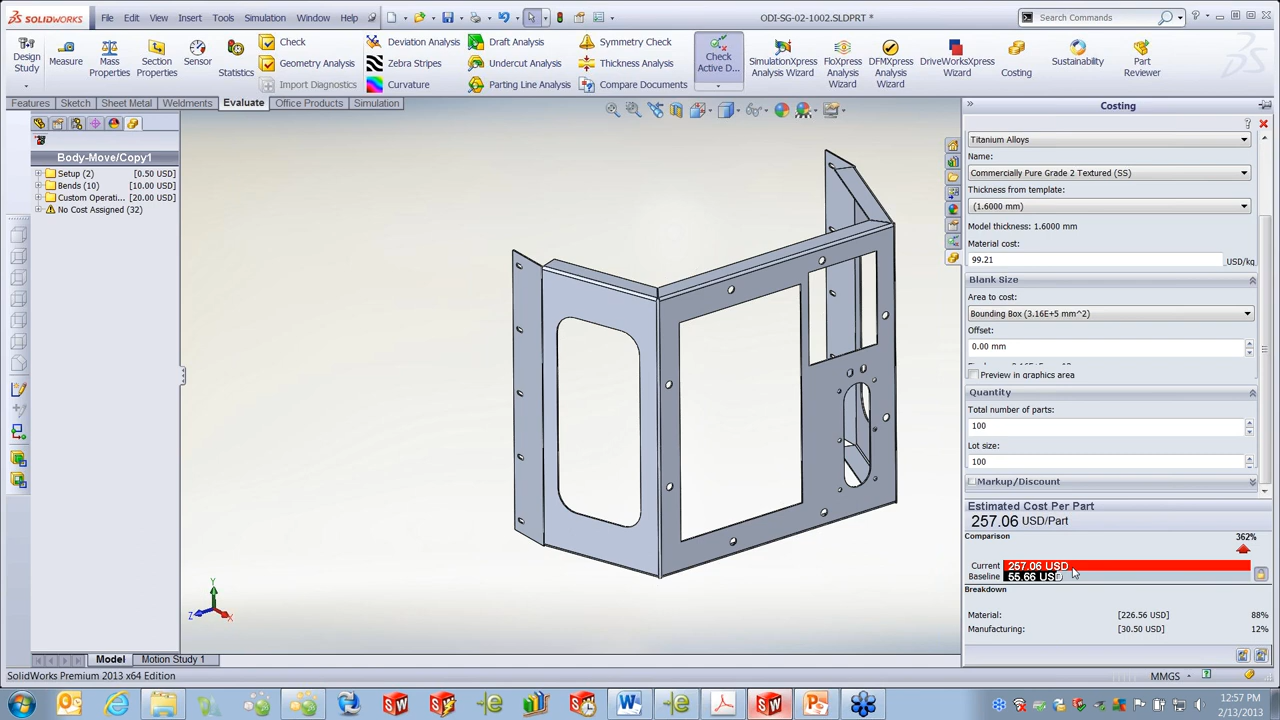 SOLIDWORKS File Edit View Insert Tools Simulation Window Help ODI-SG-02-1002.SLDPRT * Search Commands
Design Study
Measure
Mass Properties
Section Properties
Sensor
Statistics
Check
Geometry Analysis
Import Diagnostics
Deviation Analysis
Zebra Stripes
Curvature
Draft Analysis
Undercut Analysis
Parting Line Analysis
Symmetry Check
Thickness Analysis
Compare Documents
Check Active D...
SimulationXpress Analysis Wizard
FloXpress Analysis Wizard
DFMXpress Analysis Wizard
DriveWorksXpress Wizard
Costing
Sustainability
Part Reviewer
Features Sketch Sheet Metal Weldments Evaluate Office Products Simulation
Body-Move/Copy1
Setup (2) [0.50 USD]
Bends (10) [10.00 USD]
Custom Operati... [20.00 USD]
No Cost Assigned (32)
Costing
Titanium Alloys
Name:
Commercially Pure Grade 2 Textured (SS)
Thickness from template:
(1.6000 mm)
Model thickness: 1.6000 mm
Material cost:
99.21 USD/kg
Blank Size
Area to cost:
Bounding Box (3.16E+5 mm^2)
Offset:
0.00 mm
Preview in graphics area
Quantity
Total number of parts:
100
Lot size:
100
Markup/Discount
Estimated Cost Per Part
257.06 USD/Part
Comparison 362%
Current 257.06 USD
Baseline 55.66 USD
Breakdown
Material: [226.56 USD] 88%
Manufacturing: [30.50 USD] 12%
Y
Z X
Model Motion Study 1
SolidWorks Premium 2013 x64 Edition MMGS
12:57 PM
2/13/2013